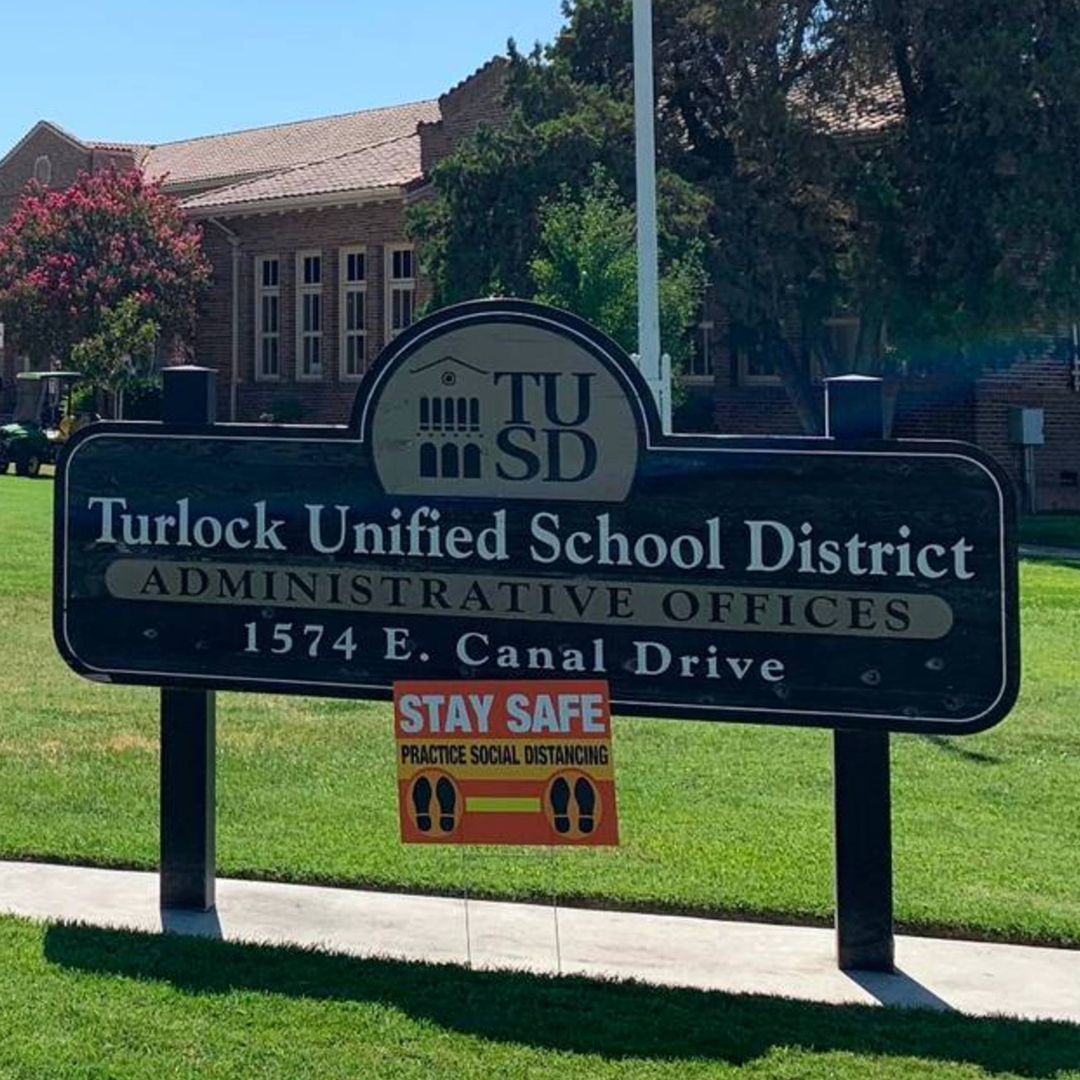 TU
SD
Turlock Unified School District
ADMINISTRATIVE OFFICES
1574 E. Canal Drive
STAY SAFE
PRACTICE SOCIAL DISTANCING